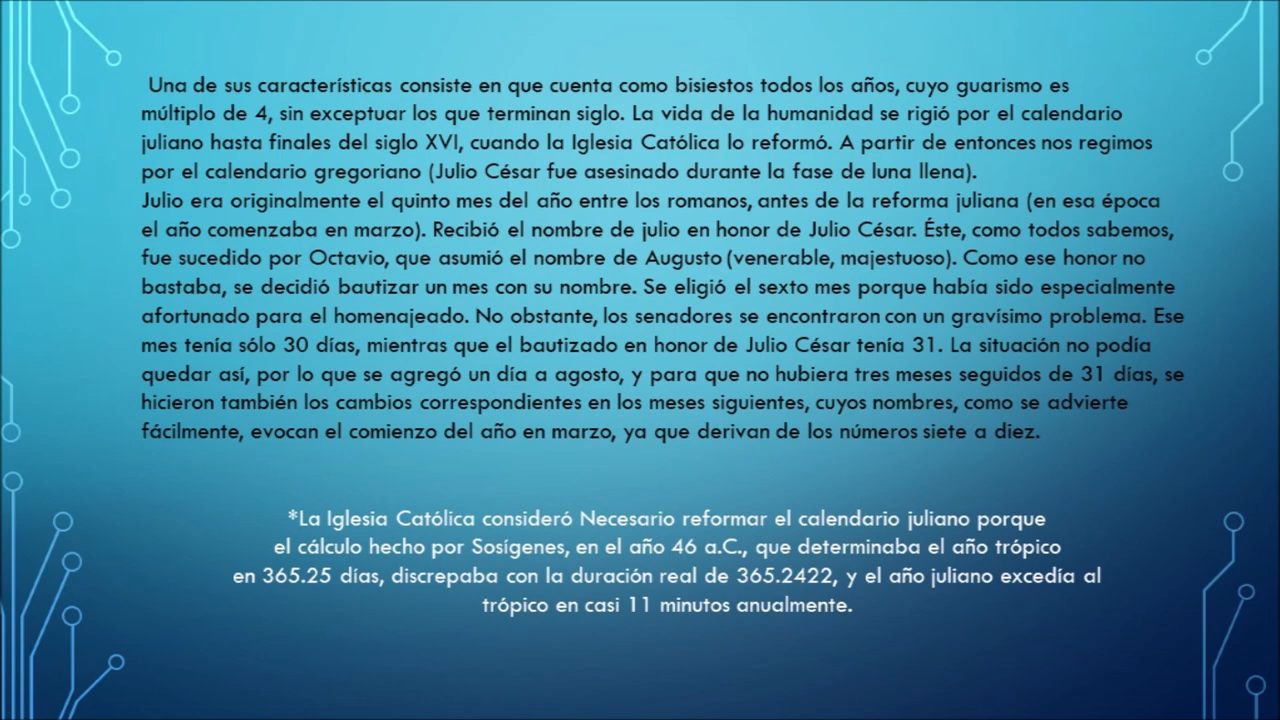 Una de sus características consiste en que cuenta como bisiestos todos los años, cuyo guarismo es
múltiplo de 4, sin exceptuar los que terminan siglo. La vida de la humanidad se rigió por el calendario
juliano hasta finales del siglo XVI, cuando la Iglesia Católica lo reformó. A partir de entonces nos regimos
por el calendario gregoriano (Julio César fue asesinado durante la fase de luna llena).
Julio era originalmente el quinto mes del año entre los romanos, antes de la reforma juliana (en esa época
el año comenzaba en marzo). Recibió el nombre de julio en honor de Julio César. Éste, como todos sabemos,
fue sucedido por Octavio, que asumió el nombre de Augusto (venerable, majestuoso). Como ese honor no
bastaba, se decidió bautizar un mes con su nombre. Se eligió el sexto mes porque había sido especialmente
afortunado para el homenajeado. No obstante, los senadores se encontraron con un gravísimo problema. Ese
mes tenía sólo 30 días, mientras que el bautizado en honor de Julio César tenía 31. La situación no podía
quedar así, por lo que se agregó un día a agosto, y para que no hubiera tres meses seguidos de 31 días, se
hicieron también los cambios correspondientes en los meses siguientes, cuyos nombres, como se advierte
fácilmente, evocan el comienzo del año en marzo, ya que derivan de los números siete a diez.
*La Iglesia Católica consideró Necesario reformar el calendario juliano porque
el cálculo hecho por Sosígenes, en el año 46 a.C., que determinaba el año trópico
en 365.25 días, discrepaba con la duración real de 365.2422, y el año juliano excedía al
trópico en casi 11 minutos anualmente.